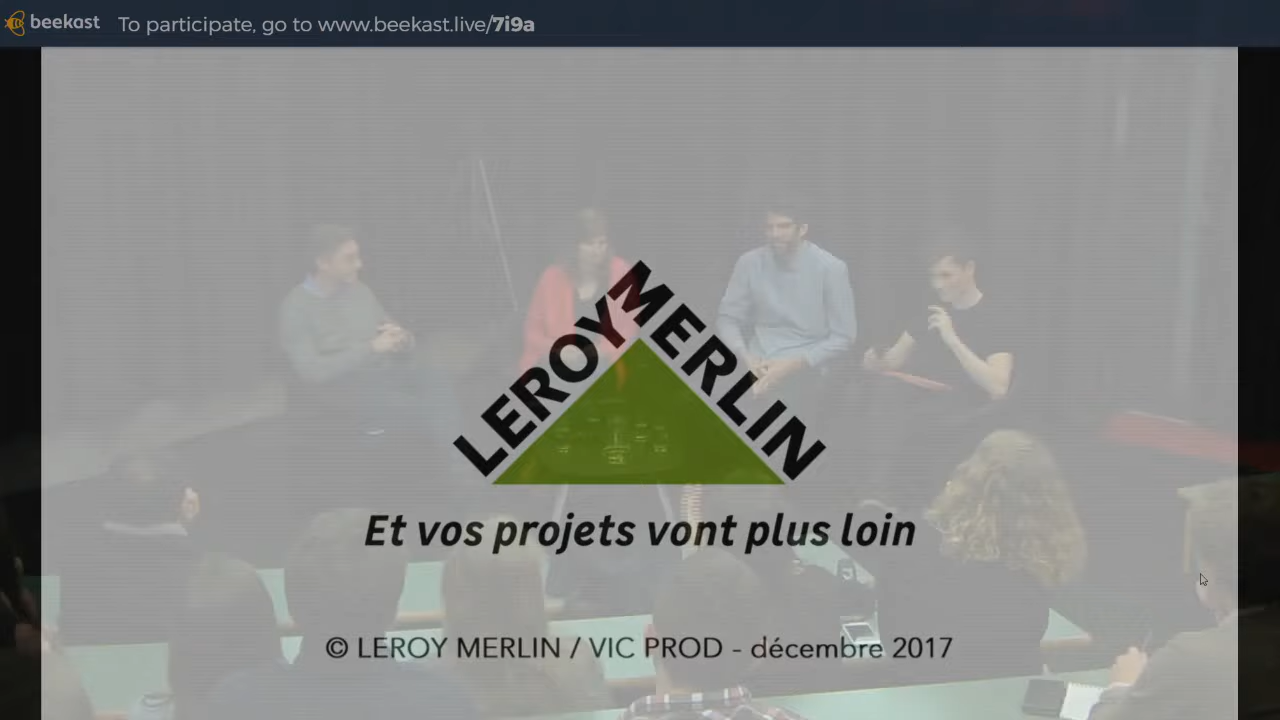 beekast To participate, go to www.beekast.live/7i9a
LEROY MERLIN
Et vos projets vont plus loin
© LEROY MERLIN / VIC PROD - décembre 2017